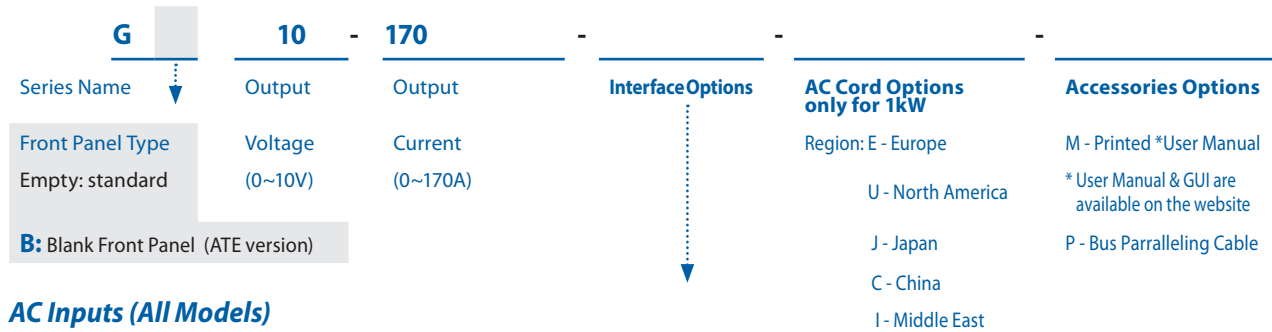 G 10 - 170 - - -
Series Name Output Output Interface Options AC Cord Options
only for 1kW Accessories Options
Front Panel Type Voltage Current Region: E - Europe M - Printed *User Manual
Empty: standard (0~10V) (0~170A) U - North America * User Manual & GUI are
available on the website
B: Blank Front Panel (ATE version) J - Japan P - Bus Parralleling Cable
C - China
AC Inputs (All Models) I - Middle East